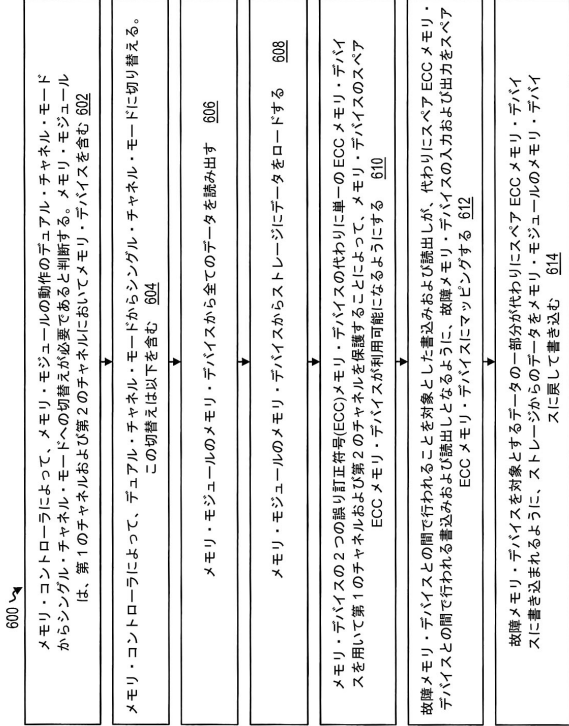 600
メモリ・コントローラによって、メモリ・モジュールの動作のデュアル・チャネル・モード
からシングル・チャネル・モードへの切替えが必要であると判断する。メモリ・モジュール
は、第１のチャネルおよび第２のチャネルにおいてメモリ・デバイスを含む 602
メモリ・コントローラによって、デュアル・チャネル・モードからシングル・チャネル・モードに切り替える。
この切替えは以下を含む 604
メモリ・モジュールのメモリ・デバイスから全てのデータを読み出す 606
メモリ・モジュールのメモリ・デバイスからストレージにデータをロードする 608
メモリ・デバイスの２つの誤り訂正符号(ECC)メモリ・デバイスの代わりに単一の ECC メモリ・デバイ
スを用いて第１のチャネルおよび第２のチャネルを保護することによって、メモリ・デバイスのスペア
ECC メモリ・デバイスが利用可能になるようにする 610
故障メモリ・デバイスとの間で行われることを対象とした書込みおよび読出しが、代わりにスペア ECC メモリ・
デバイスとの間で行われる書込みおよび読出しとなるように、故障メモリ・デバイスの入力および出力をスペア
ECC メモリ・デバイスにマッピングする 612
故障メモリ・デバイスを対象とするデータの一部分が代わりにスペア ECC メモリ・デバイ
スに書き込まれるように、ストレージからのデータをメモリ・モジュールのメモリ・デバイ
スに戻して書き込む 614